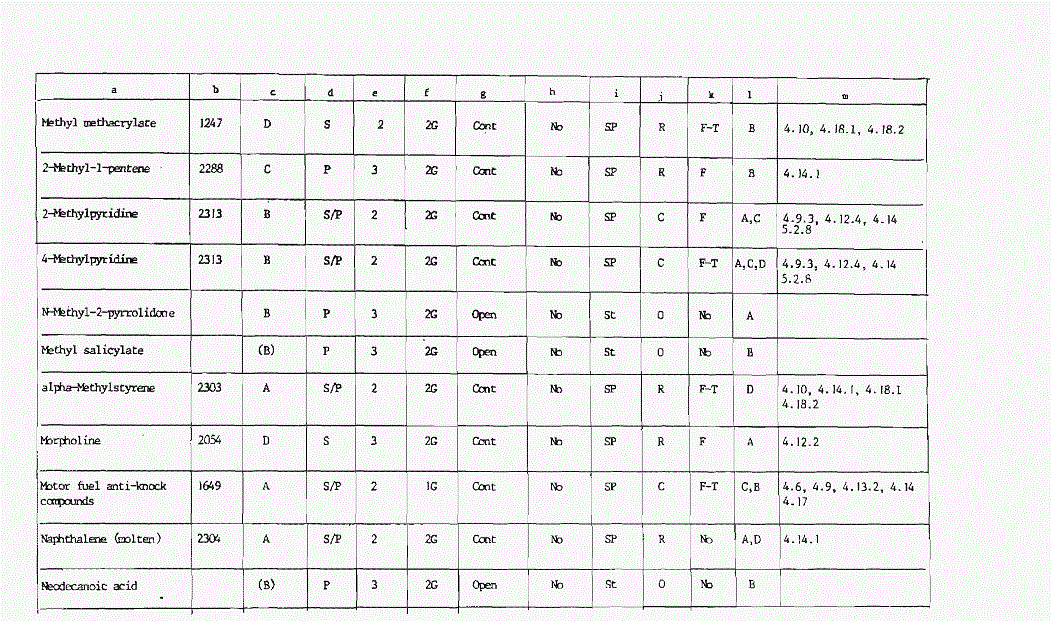 a b c d e f g h i j k l m
Methyl methacrylate 1247 D S 2 2G Cont No SP R F-T B 4.10, 4.18.1, 4.18.2
2-Methyl-1-pentene 2288 C P 3 2G Cont No SP R F B 4.14.1
2-Methylpyridine 2313 B S/P 2 2G Cont No SP C F A,C 4.9.3, 4.12.4, 4.14
5.2.8
4-Methylpyridine 2313 B S/P 2 2G Cont No SP C F-T A,C,D 4.9.3, 4.12.4, 4.14
5.2.8
N-Methyl-2-pyrrolidone B P 3 2G Open No St O No A
Methyl salicylate (B) P 3 2G Open No St O No B
alpha-Methylstyrene 2303 A S/P 2 2G Cont No SP R F-T D 4.10, 4.14.1, 4.18.1
4.18.2
Morpholine 2054 D S 3 2G Cont No SP R F A 4.12.2
Motor fuel anti-knock 1649 A S/P 2 1G Cont No SP C F-T C,B 4.6, 4.9, 4.13.2, 4.14
compounds 4.17
Naphthalene (molten) 2304 A S/P 2 2G Cont No SP R No A,D 4.14.1
Neodecanoic acid (B) P 3 2G Open No St O No B